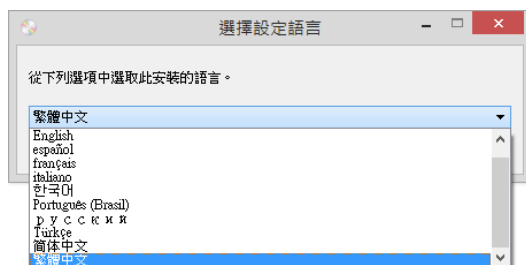 選擇設定語言
從下列選項中選取此安裝的語言。
繁體中文
English
español
français
italiano
한국어
Português (Brasil)
русский
Türkçe
简体中文
繁體中文